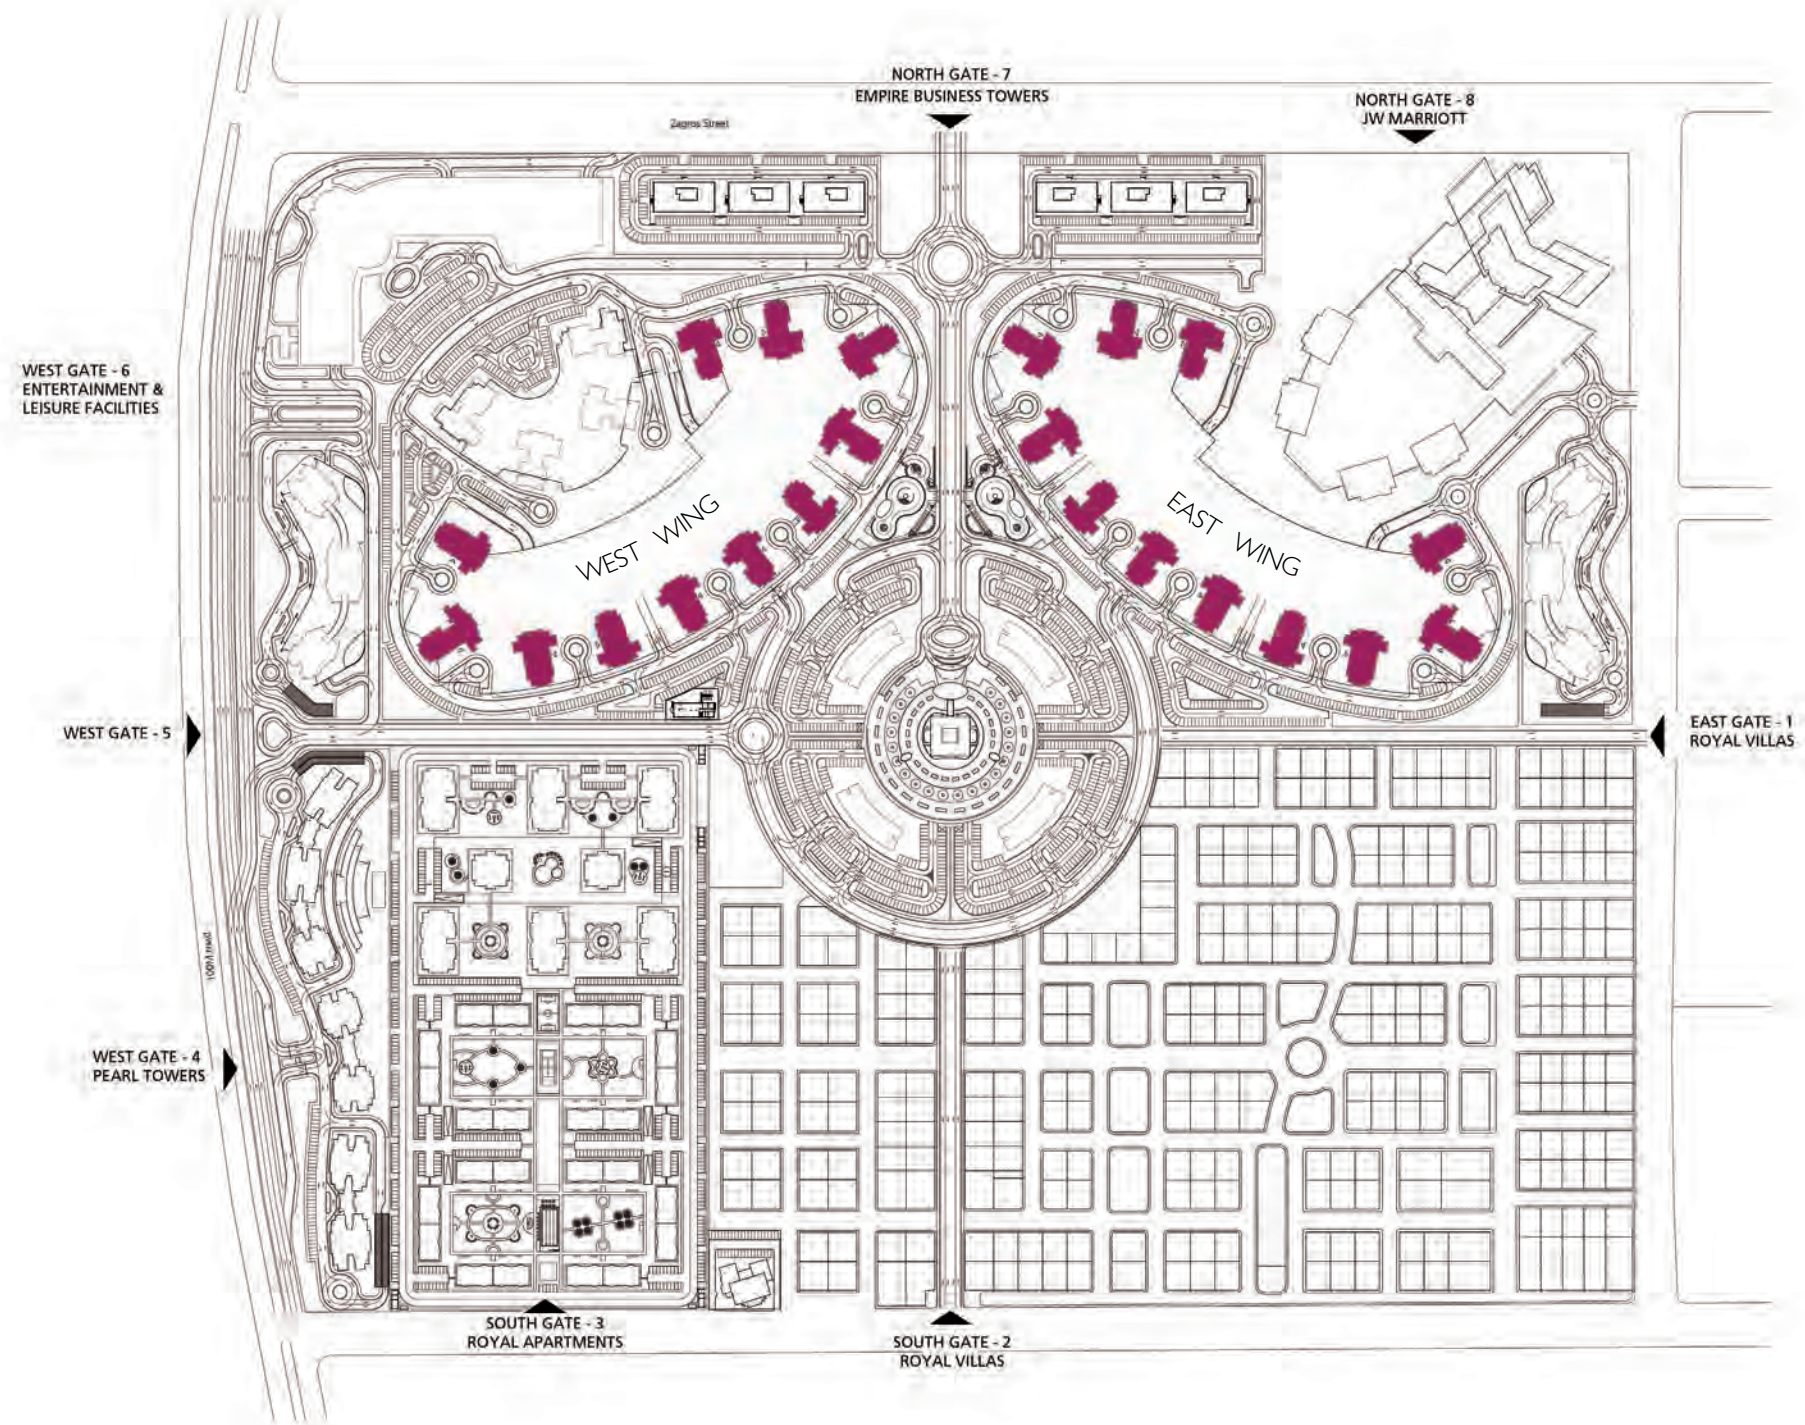 NORTH GATE - 7
EMPIRE BUSINESS TOWERS
NORTH GATE - 8
JW MARRIOTT
Zagros Street
WEST GATE - 6
ENTERTAINMENT &
LEISURE FACILITIES
WEST WING
EAST WING
WEST GATE - 5
EAST GATE - 1
ROYAL VILLAS
100M road
WEST GATE - 4
PEARL TOWERS
SOUTH GATE - 3
ROYAL APARTMENTS
SOUTH GATE - 2
ROYAL VILLAS